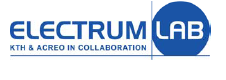 ELECTRUM LAB
KTH & ACREO IN COLLABORATION